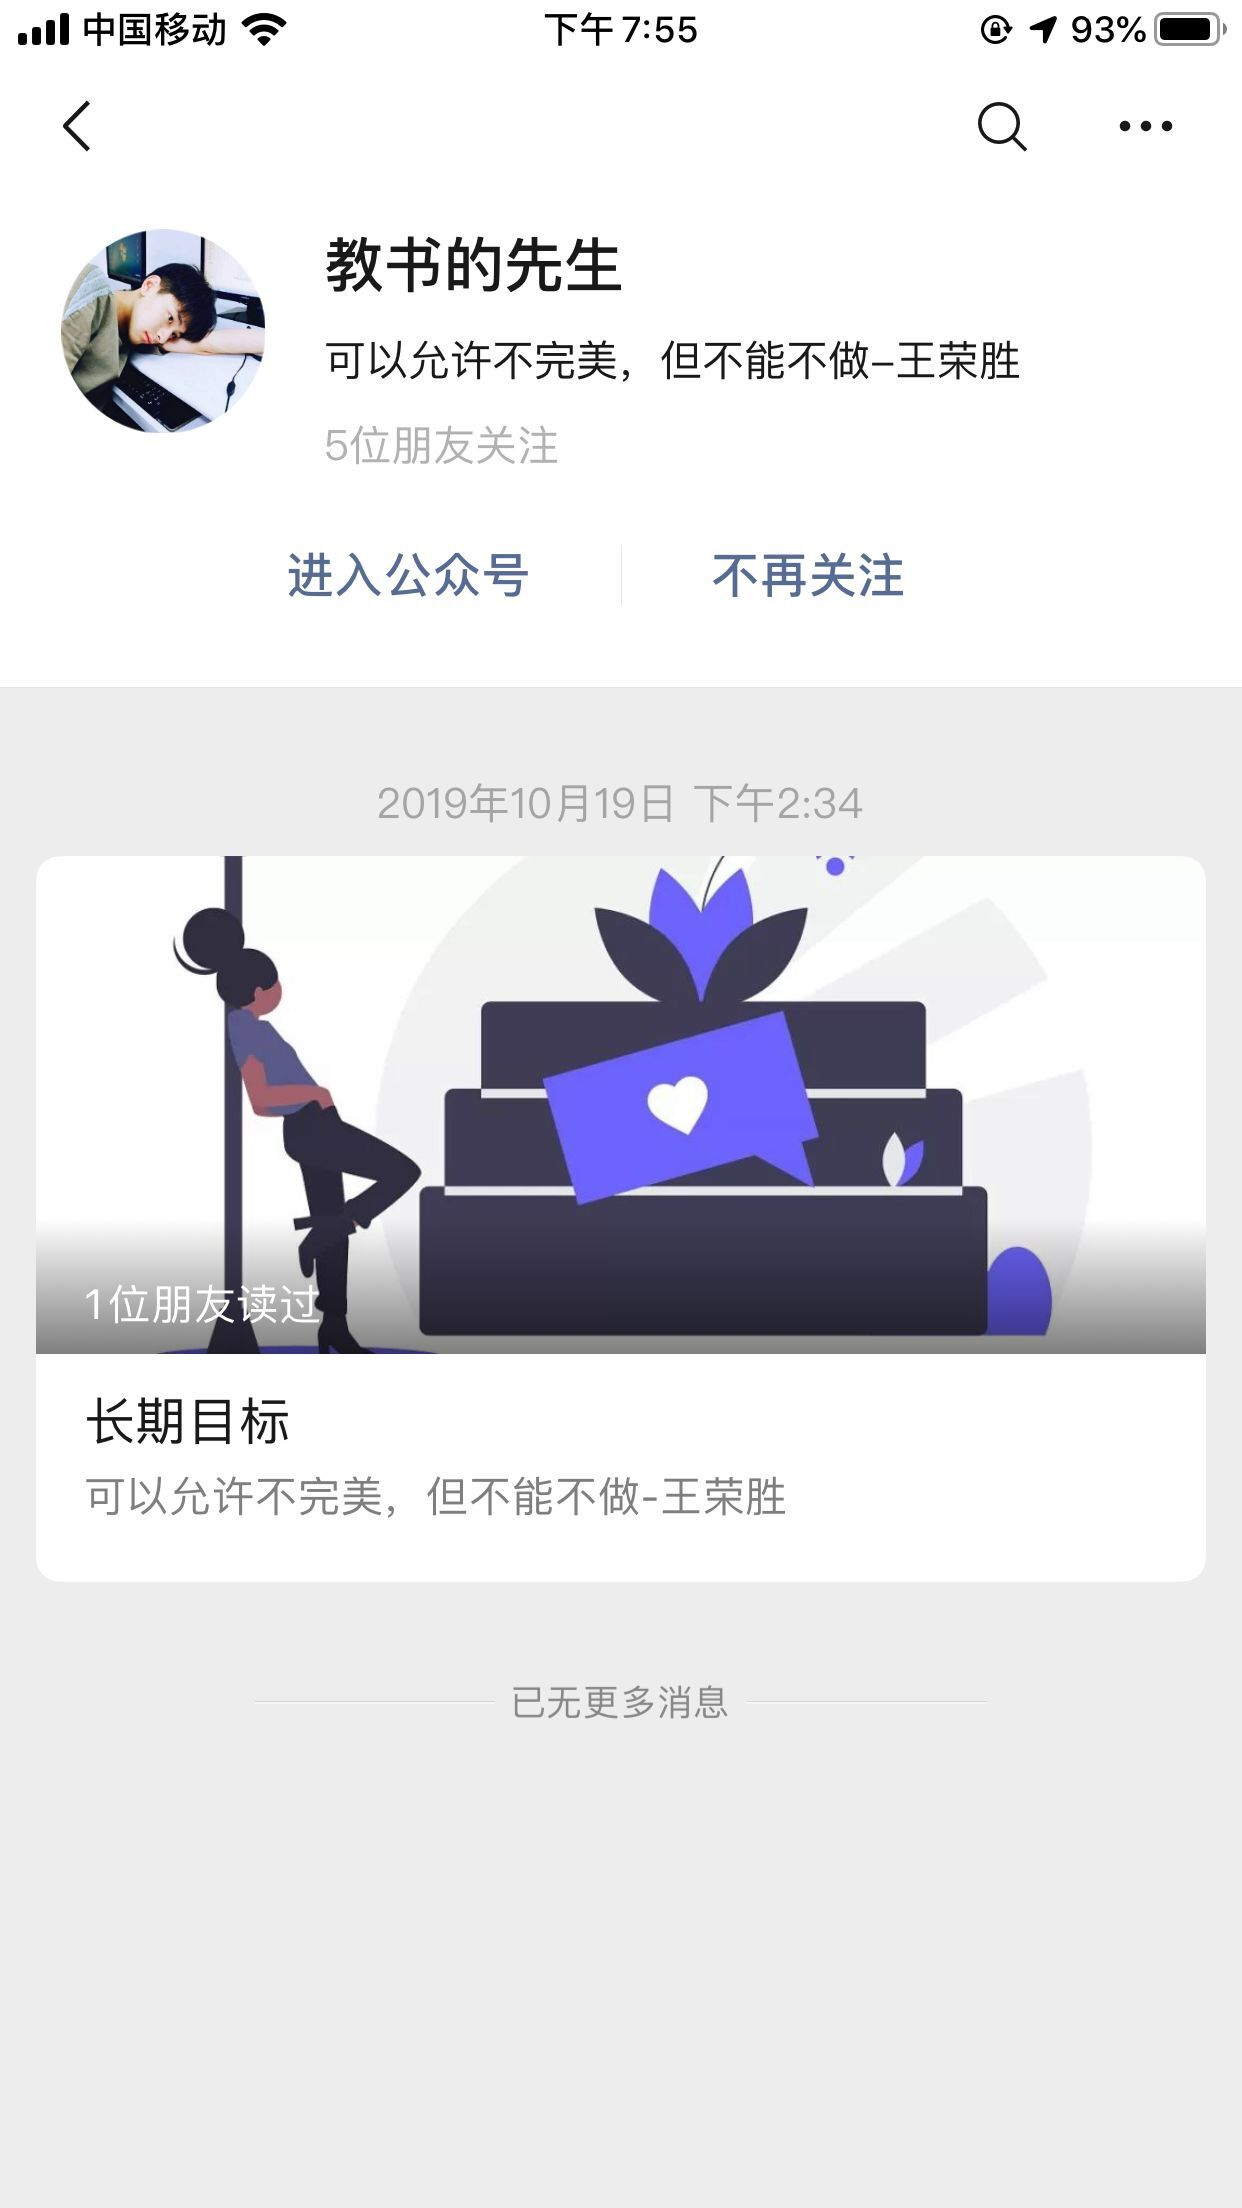 中国移动
下午7:55
93%
教书的先生
可以允许不完美，但不能不做–王荣胜
5位朋友关注
进入公众号
不再关注
2019年10月19日 下午2:34
1位朋友读过
长期目标
可以允许不完美，但不能不做-王荣胜
已无更多消息